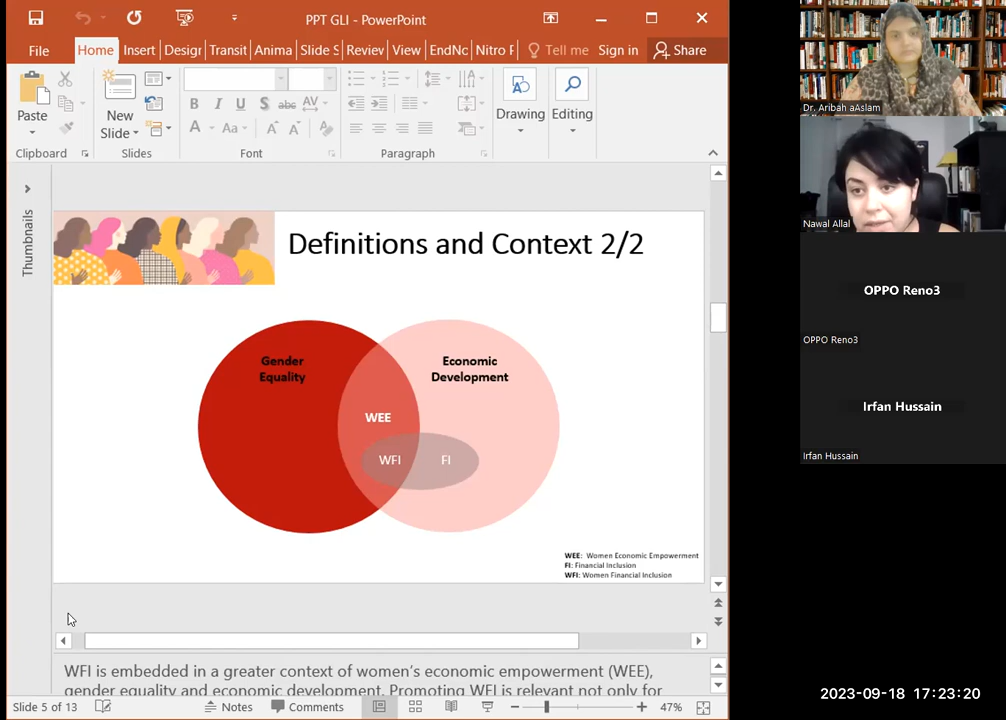 PPT GLI - PowerPoint
File
Home
Insert
Desigr
Transit
Anima
Slide S
Reviev
View
EndNc
Nitro F
Tell me
Sign in
Share
Paste
New
Slide
Drawing
Editing
Clipboard
Slides
Font
Paragraph
Thumbnails
Definitions and Context 2/2
Gender
Equality
Economic
Development
WEE
WFI
FI
WEE: Women Economic Empowerment
FI: Financial Inclusion
WFI: Women Financial Inclusion
WFI is embedded in a greater context of women's economic empowerment (WEE),
gender equality and economic development. Promoting WFI is relevant not only for
Slide 5 of 13
Notes
Comments
47%
Dr. Aribah aAslam
Nawal Allal
OPPO Reno3
OPPO Reno3
Irfan Hussain
Irfan Hussain
2023-09-18 17:23:20